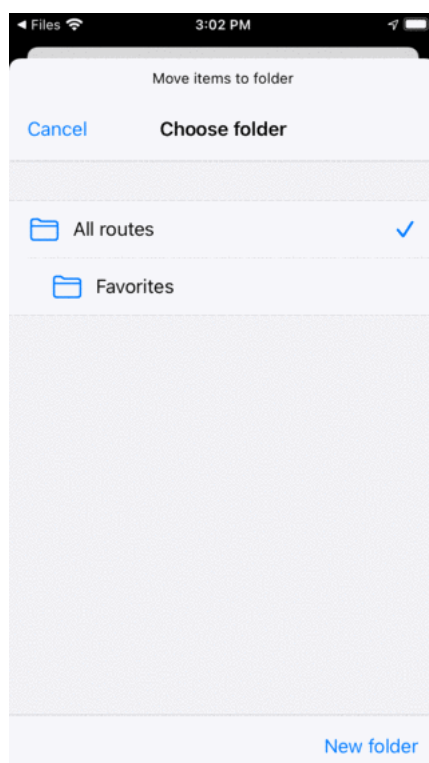 ◀ Files 3:02 PM
Move items to folder
Cancel Choose folder
All routes
Favorites
New folder